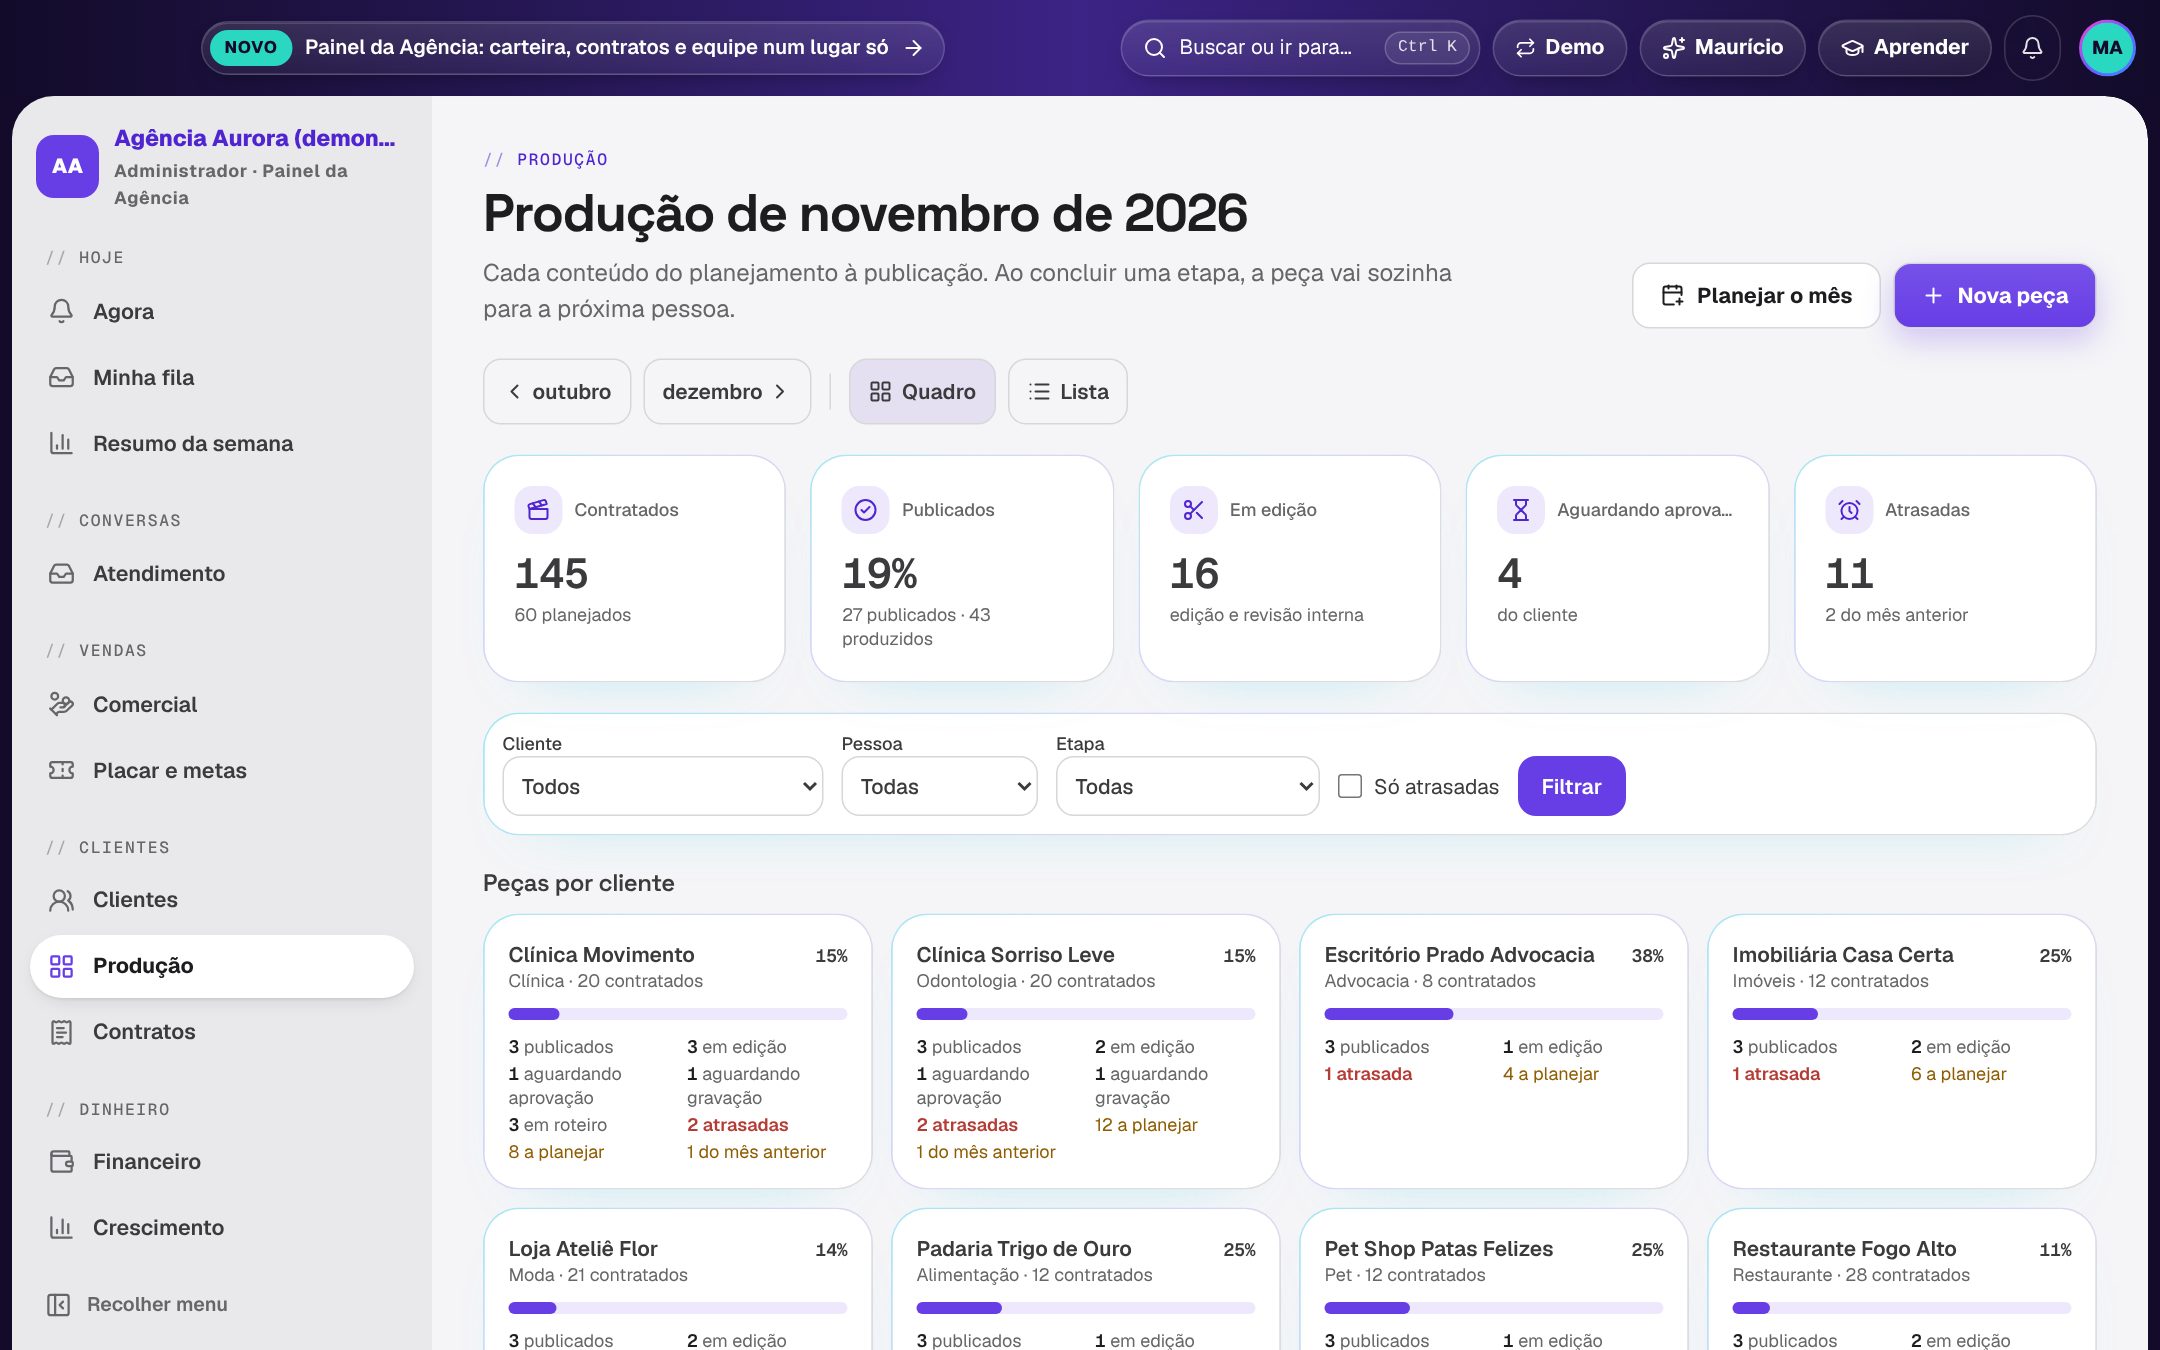 NOVO Painel da Agência: carteira, contratos e equipe num lugar só →
Buscar ou ir para... Ctrl K
Demo
Maurício
Aprender
MA
AA
Agência Aurora (demon...
Administrador · Painel da
Agência
// HOJE
Agora
Minha fila
Resumo da semana
// CONVERSAS
Atendimento
// VENDAS
Comercial
Placar e metas
// CLIENTES
Clientes
Produção
Contratos
// DINHEIRO
Financeiro
Crescimento
Recolher menu
// PRODUÇÃO
Produção de novembro de 2026
Cada conteúdo do planejamento à publicação. Ao concluir uma etapa, a peça vai sozinha
para a próxima pessoa.
Planejar o mês
+ Nova peça
outubro
dezembro
Quadro
Lista
Contratados
145
60 planejados
Publicados
19%
27 publicados · 43
produzidos
Em edição
16
edição e revisão interna
Aguardando aprova...
4
do cliente
Atrasadas
11
2 do mês anterior
Cliente
Todos
Pessoa
Todas
Etapa
Todas
Só atrasadas
Filtrar
Peças por cliente
Clínica Movimento 15%
Clínica · 20 contratados
3 publicados
3 em edição
1 aguardando
aprovação
1 aguardando
gravação
3 em roteiro
2 atrasadas
8 a planejar
1 do mês anterior
Clínica Sorriso Leve 15%
Odontologia · 20 contratados
3 publicados
2 em edição
1 aguardando
aprovação
1 aguardando
gravação
2 atrasadas
12 a planejar
1 do mês anterior
Escritório Prado Advocacia 38%
Advocacia · 8 contratados
3 publicados
1 em edição
1 atrasada
4 a planejar
Imobiliária Casa Certa 25%
Imóveis · 12 contratados
3 publicados
2 em edição
1 atrasada
6 a planejar
Loja Ateliê Flor 14%
Moda · 21 contratados
3 publicados
2 em edição
Padaria Trigo de Ouro 25%
Alimentação · 12 contratados
3 publicados
1 em edição
Pet Shop Patas Felizes 25%
Pet · 12 contratados
3 publicados
1 em edição
Restaurante Fogo Alto 11%
Restaurante · 28 contratados
3 publicados
2 em edição